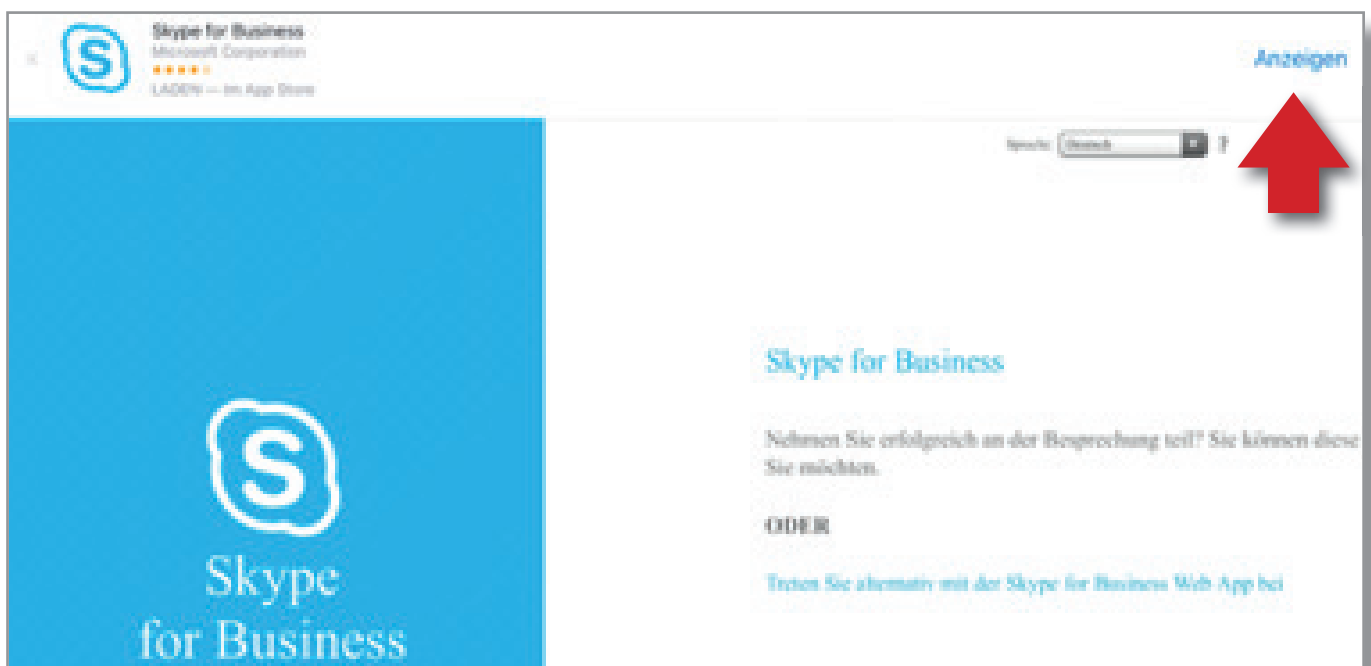 Skype for Business
Microsoft Corporation
LADEN — im App Store
Anzeigen
Sprache: Deutsch ?
Skype for Business
Nehmen Sie erfolgreich an der Besprechung teil? Sie können diese
Sie möchten.
ODER
Treten Sie alternativ mit der Skype for Business Web App bei
S
Skype
for Business